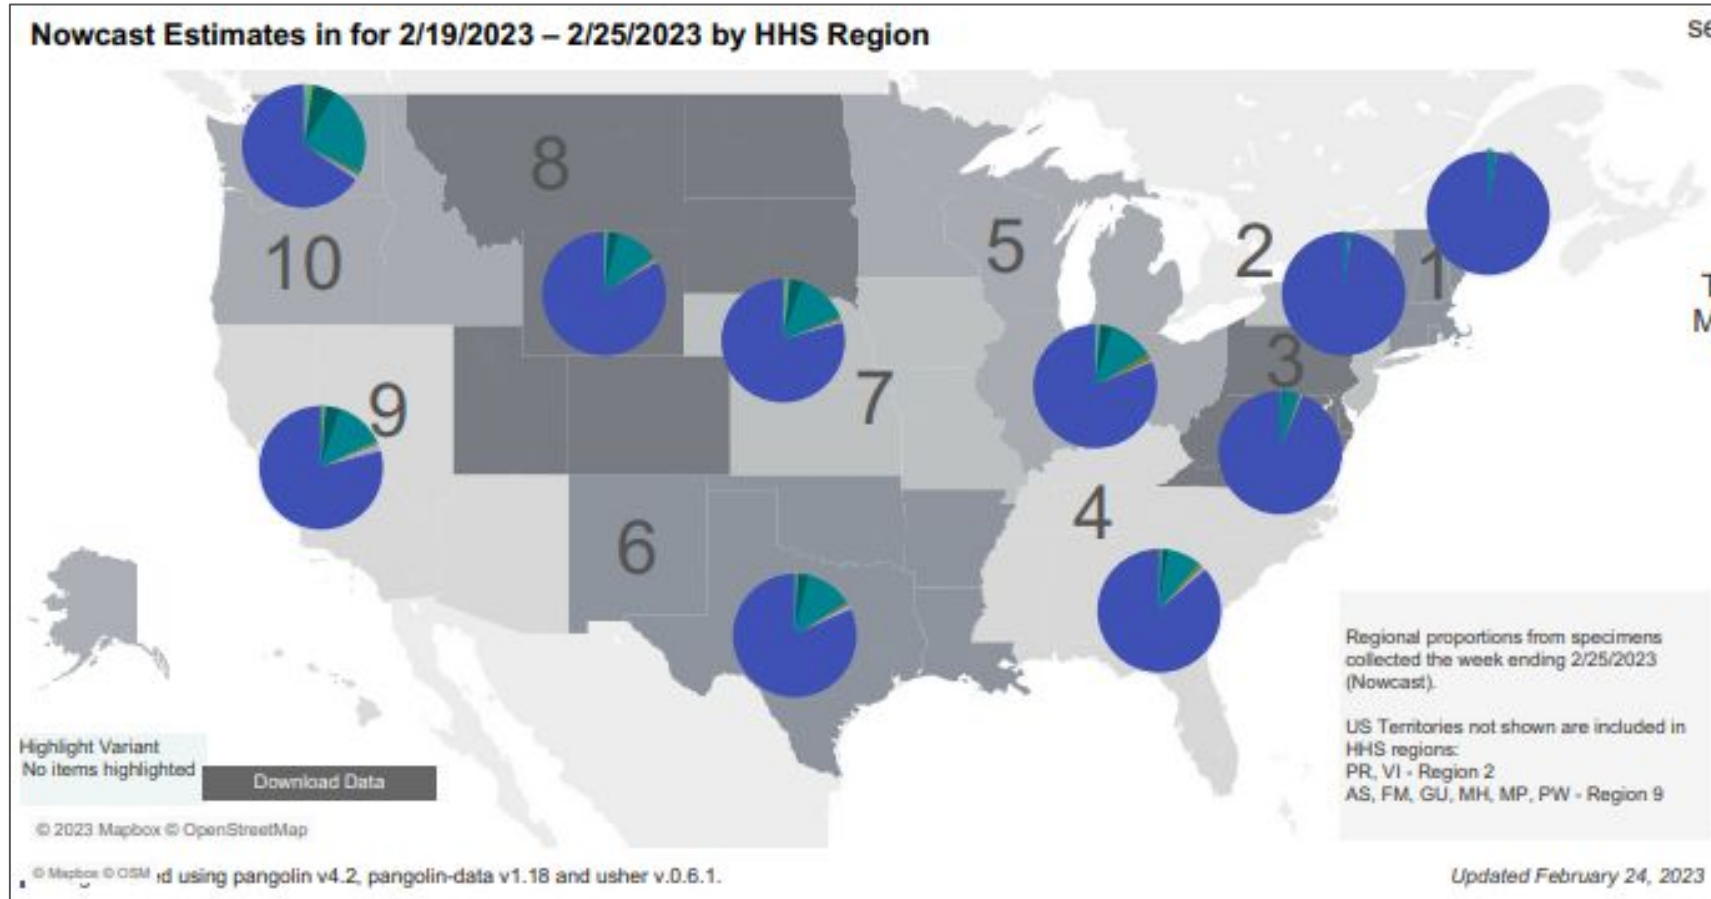 Nowcast Estimates in for 2/19/2023 – 2/25/2023 by HHS Region
se
8
10
5
2
1
T
M
3
9
7
4
6
Regional proportions from specimens
collected the week ending 2/25/2023
(Nowcast).
US Territories not shown are included in
HHS regions:
PR, VI - Region 2
AS, FM, GU, MH, MP, PW - Region 9
Highlight Variant
No items highlighted
Download Data
© 2023 Mapbox © OpenStreetMap
© Mapbox © OSM
d using pangolin v4.2, pangolin-data v1.18 and usher v.0.6.1.
Updated February 24, 2023